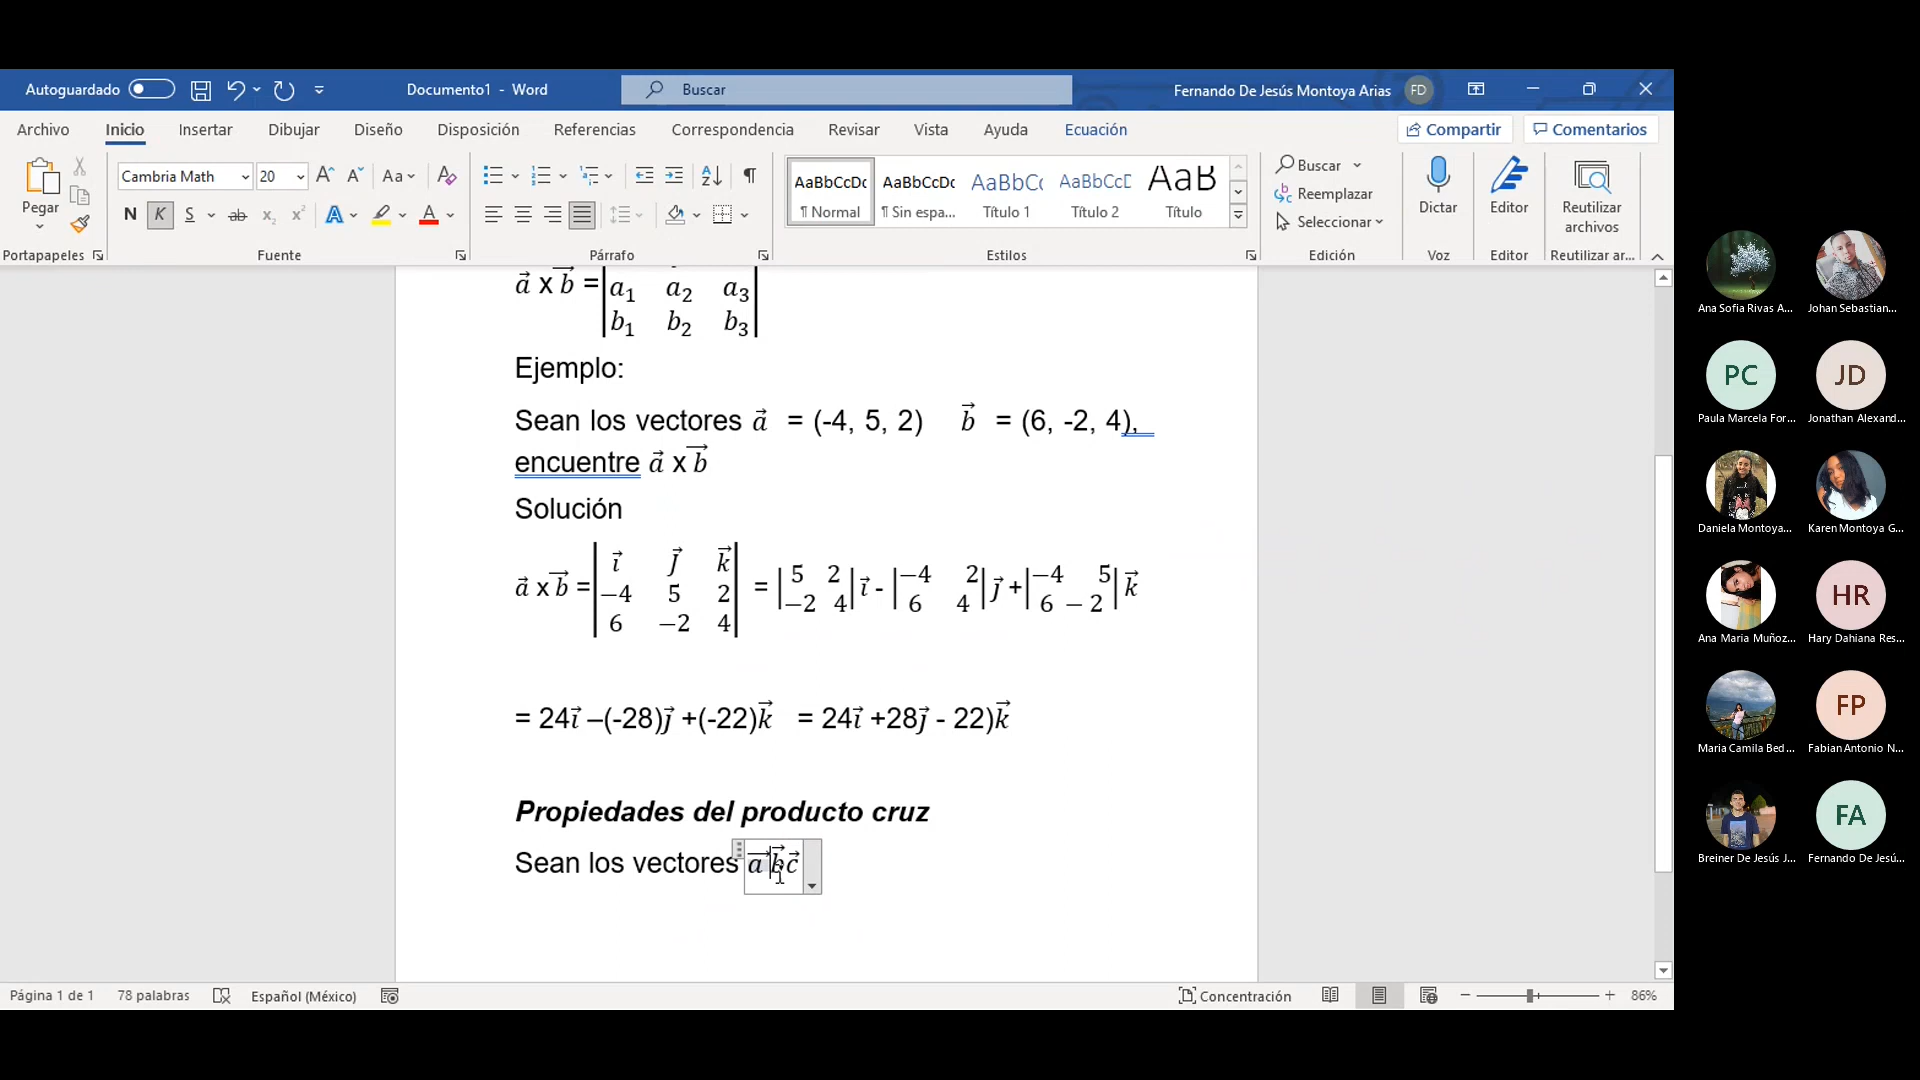 Autoguardado
Documento1 - Word
Buscar
Fernando De Jesús Montoya Arias
FD
Archivo Inicio Insertar Dibujar Diseño Disposición Referencias Correspondencia Revisar Vista Ayuda Ecuación
Compartir
Comentarios
Pegar
Cambria Math
20
Aa
N K S ab x₂ x² A A
AaBbCcDc AaBbCcDc AaBbCc AaBbCcD AaB
¶ Normal ¶ Sin espa... Título 1 Título 2 Título
Buscar
Reemplazar
Seleccionar
Dictar
Editor
Reutilizar archivos
Portapapeles Fuente Párrafo Estilos Edición Voz Editor Reutilizar ar...
a⃗ x b⃗ = | a₁ a₂ a₃ |
| b₁ b₂ b₃ |
Ejemplo:
Sean los vectores a⃗ = (-4, 5, 2) b⃗ = (6, -2, 4),
encuentre a⃗ x b⃗
Solución
a⃗ x b⃗ = | i⃗ j⃗ k⃗ |
| −4 5 2 |
| 6 −2 4 |
= | 5 2 | i⃗ - | −4 2 | j⃗ + | −4 5 | k⃗
| −2 4 | | 6 4 | | 6 − 2 |
= 24i⃗ –(-28)j⃗ +(-22)k⃗ = 24i⃗ +28j⃗ - 22)k⃗
Propiedades del producto cruz
Sean los vectores a⃗ b⃗c⃗
Página 1 de 1 78 palabras Español (México) Concentración 86%
Ana Sofia Rivas A...
Johan Sebastian...
PC
JD
Paula Marcela For...
Jonathan Alexand...
Daniela Montoya...
Karen Montoya G...
HR
Ana Maria Muñoz...
Hary Dahiana Res...
FP
Maria Camila Bed...
Fabian Antonio N...
FA
Breiner De Jesús J...
Fernando De Jesú...